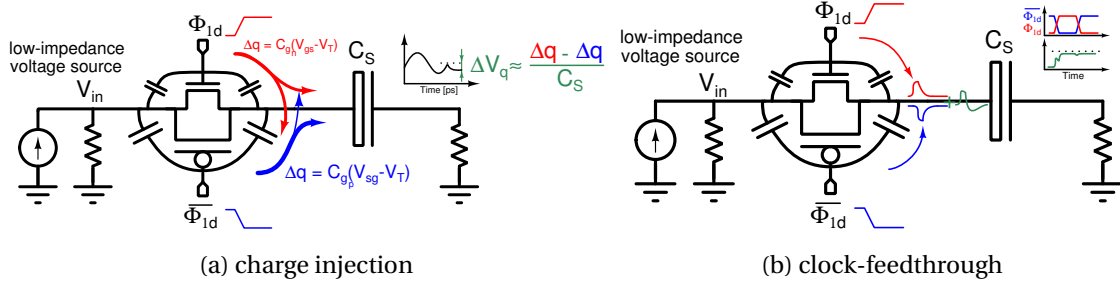 Φ1d
Δq = Cgn(Vgs-VT)
low-impedance
voltage source
Vin
CS
Time [ps]
ΔVq≈ Δq - Δq
CS
Δq = Cgp(Vsg-VT)
Φ1d
(a) charge injection
Φ1d
low-impedance
voltage source
Vin
CS
Φ1d
Φ1d
Time
Φ1d
(b) clock-feedthrough